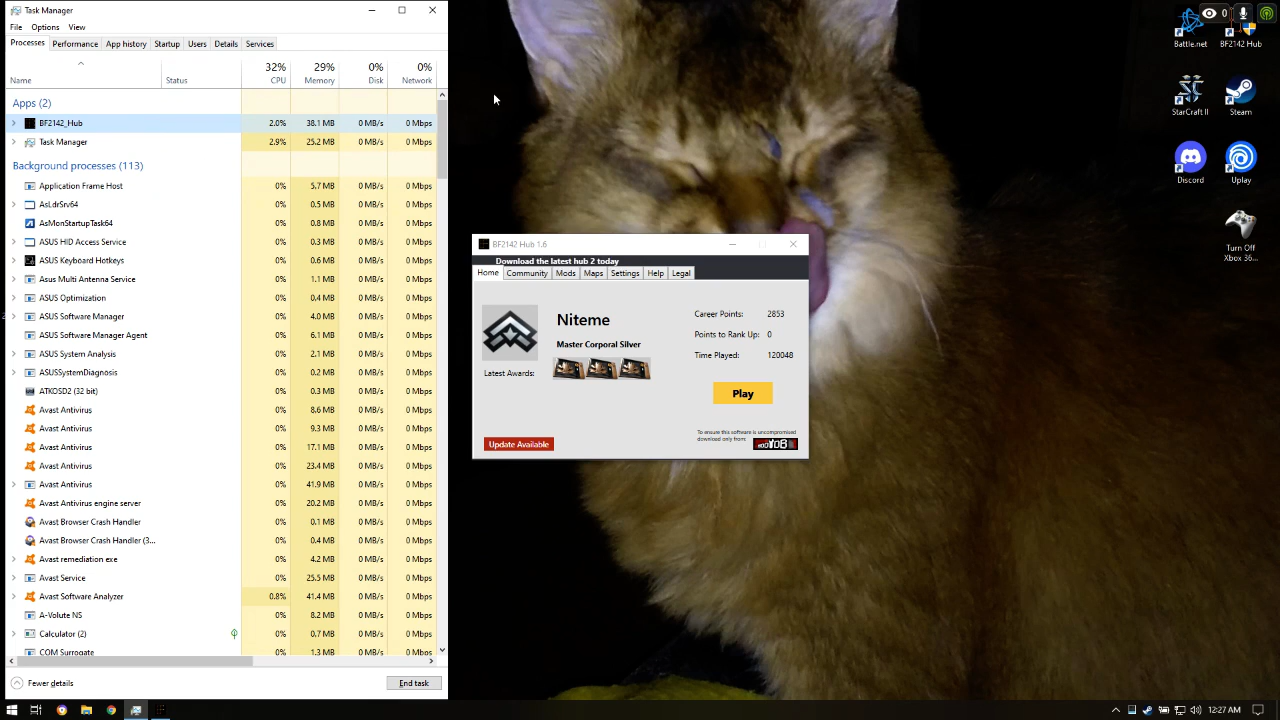 Task Manager
File Options View
Processes Performance App history Startup Users Details Services
32% 29% 0% 0%
Name Status CPU Memory Disk Network
Apps (2)
BF2142_Hub 2.0% 38.1 MB 0 MB/s 0 Mbps
Task Manager 2.9% 25.2 MB 0 MB/s 0 Mbps
Background processes (113)
Application Frame Host 0% 5.7 MB 0 MB/s 0 Mbps
AsLdrSrv64 0% 0.5 MB 0 MB/s 0 Mbps
AsMonStartupTask64 0% 0.8 MB 0 MB/s 0 Mbps
ASUS HID Access Service 0% 0.3 MB 0 MB/s 0 Mbps
ASUS Keyboard Hotkeys 0% 0.6 MB 0 MB/s 0 Mbps
Asus Multi Antenna Service 0% 1.1 MB 0 MB/s 0 Mbps
ASUS Optimization 0% 0.4 MB 0 MB/s 0 Mbps
ASUS Software Manager 0% 4.0 MB 0 MB/s 0 Mbps
ASUS Software Manager Agent 0% 6.1 MB 0 MB/s 0 Mbps
ASUS System Analysis 0% 2.1 MB 0 MB/s 0 Mbps
ASUSSystemDiagnosis 0% 0.2 MB 0 MB/s 0 Mbps
ATKOSD2 (32 bit) 0% 0.3 MB 0 MB/s 0 Mbps
Avast Antivirus 0% 8.6 MB 0 MB/s 0 Mbps
Avast Antivirus 0% 9.3 MB 0 MB/s 0 Mbps
Avast Antivirus 0% 17.1 MB 0 MB/s 0 Mbps
Avast Antivirus 0% 23.4 MB 0 MB/s 0 Mbps
Avast Antivirus 0% 41.9 MB 0 MB/s 0 Mbps
Avast Antivirus engine server 0% 20.2 MB 0 MB/s 0 Mbps
Avast Browser Crash Handler 0% 0.1 MB 0 MB/s 0 Mbps
Avast Browser Crash Handler (3... 0% 0.4 MB 0 MB/s 0 Mbps
Avast remediation exe 0% 4.2 MB 0 MB/s 0 Mbps
Avast Service 0% 25.5 MB 0 MB/s 0 Mbps
Avast Software Analyzer 0.8% 41.4 MB 0 MB/s 0 Mbps
A-Volute NS 0% 8.2 MB 0 MB/s 0 Mbps
Calculator (2) 0% 0.7 MB 0 MB/s 0 Mbps
COM Surrogate 0% 1.3 MB 0 MB/s 0 Mbps
Fewer details End task
BF2142 Hub 1.6
Download the latest hub 2 today
Home Community Mods Maps Settings Help Legal
Niteme
Master Corporal Silver
Latest Awards:
Career Points: 2853
Points to Rank Up: 0
Time Played: 120048
Play
Update Available
To ensure this software is uncompromised
download only from:
0
Battle.net BF2142 Hub
StarCraft II Steam
Discord Uplay
Turn Off
Xbox 36...
12:27 AM